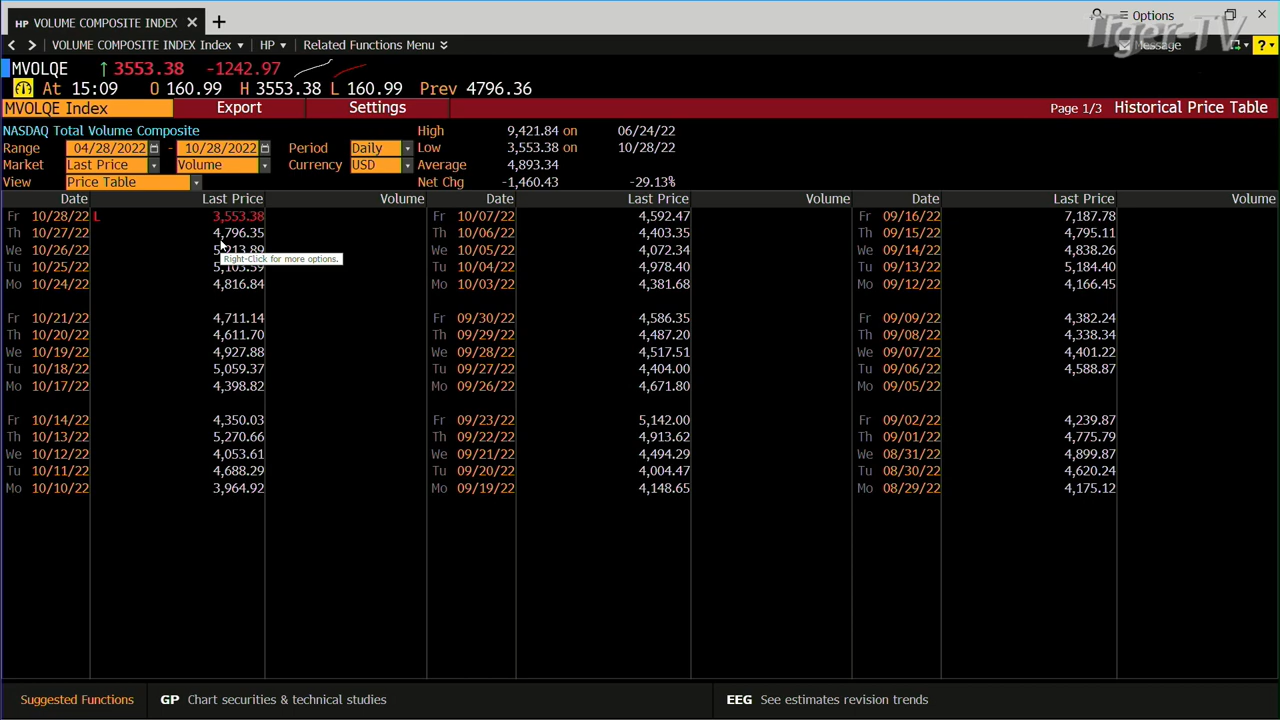 HP VOLUME COMPOSITE INDEX × +
Options
Tiger-TV
< > VOLUME COMPOSITE INDEX Index HP Related Functions Menu
Message ?
MVOLQE ↑ 3553.38 -1242.97
At 15:09 O 160.99 H 3553.38 L 160.99 Prev 4796.36
MVOLQE Index Export Settings Page 1/3 Historical Price Table
NASDAQ Total Volume Composite High 9,421.84 on 06/24/22
Range 04/28/2022 - 10/28/2022 Period Daily Low 3,553.38 on 10/28/22
Market Last Price Volume Currency USD Average 4,893.34
View Price Table Net Chg -1,460.43 -29.13%
Date Last Price Volume Date Last Price Volume Date Last Price Volume
Fr 10/28/22 L 3,553.38 Fr 10/07/22 4,592.47 Fr 09/16/22 7,187.78
Th 10/27/22 4,796.35 Th 10/06/22 4,403.35 Th 09/15/22 4,795.11
We 10/26/22 5,213.89 We 10/05/22 4,072.34 We 09/14/22 4,838.26
Right-Click for more options.
Tu 10/25/22 5,103.59 Tu 10/04/22 4,978.40 Tu 09/13/22 5,184.40
Mo 10/24/22 4,816.84 Mo 10/03/22 4,381.68 Mo 09/12/22 4,166.45
Fr 10/21/22 4,711.14 Fr 09/30/22 4,586.35 Fr 09/09/22 4,382.24
Th 10/20/22 4,611.70 Th 09/29/22 4,487.20 Th 09/08/22 4,338.34
We 10/19/22 4,927.88 We 09/28/22 4,517.51 We 09/07/22 4,401.22
Tu 10/18/22 5,059.37 Tu 09/27/22 4,404.00 Tu 09/06/22 4,588.87
Mo 10/17/22 4,398.82 Mo 09/26/22 4,671.80 Mo 09/05/22
Fr 10/14/22 4,350.03 Fr 09/23/22 5,142.00 Fr 09/02/22 4,239.87
Th 10/13/22 5,270.66 Th 09/22/22 4,913.62 Th 09/01/22 4,775.79
We 10/12/22 4,053.61 We 09/21/22 4,494.29 We 08/31/22 4,899.87
Tu 10/11/22 4,688.29 Tu 09/20/22 4,004.47 Tu 08/30/22 4,620.24
Mo 10/10/22 3,964.92 Mo 09/19/22 4,148.65 Mo 08/29/22 4,175.12
Suggested Functions GP Chart securities & technical studies EEG See estimates revision trends